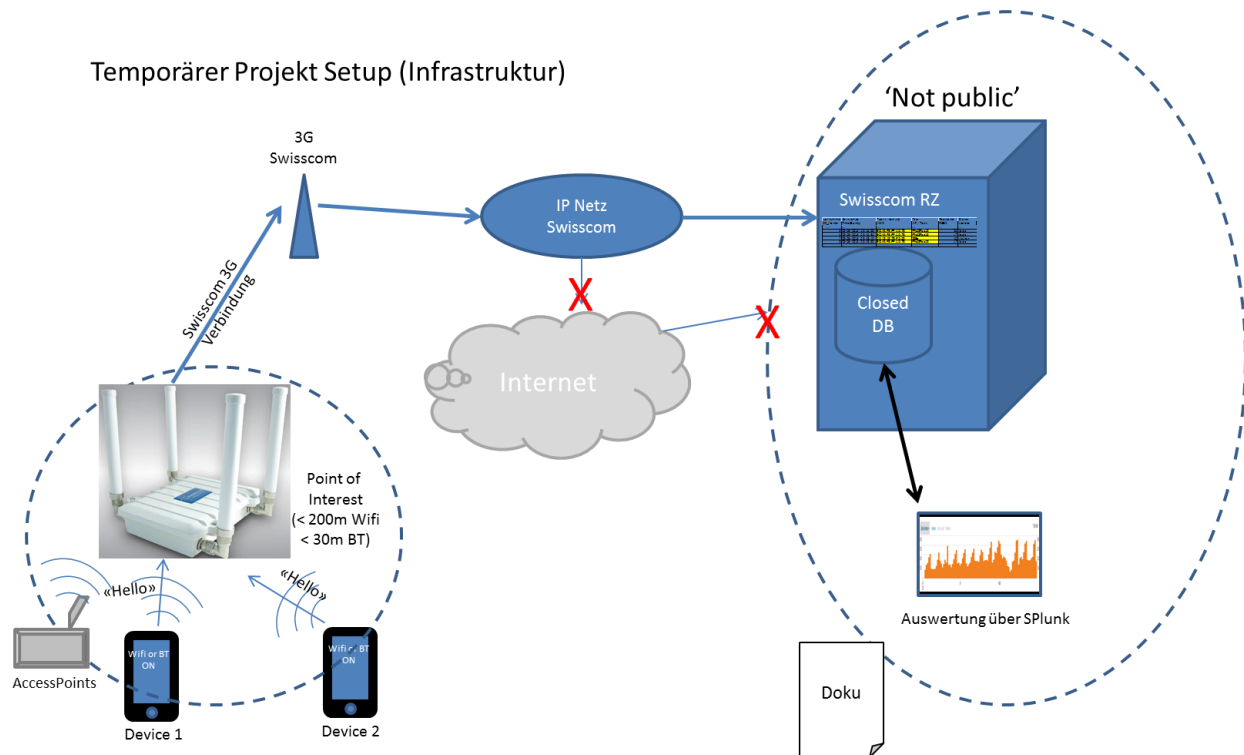 Temporärer Projekt Setup (Infrastruktur)
'Not public'
3G
Swisscom
IP Netz
Swisscom
Swisscom RZ
Swisscom 3G
Verbindung
Closed
DB
Internet
Point of
Interest
(< 200m Wifi
< 30m BT)
«Hello»
«Hello»
Wifi or BT
ON
Wifi or BT
ON
AccessPoints
Device 1
Device 2
Auswertung über SPlunk
Doku